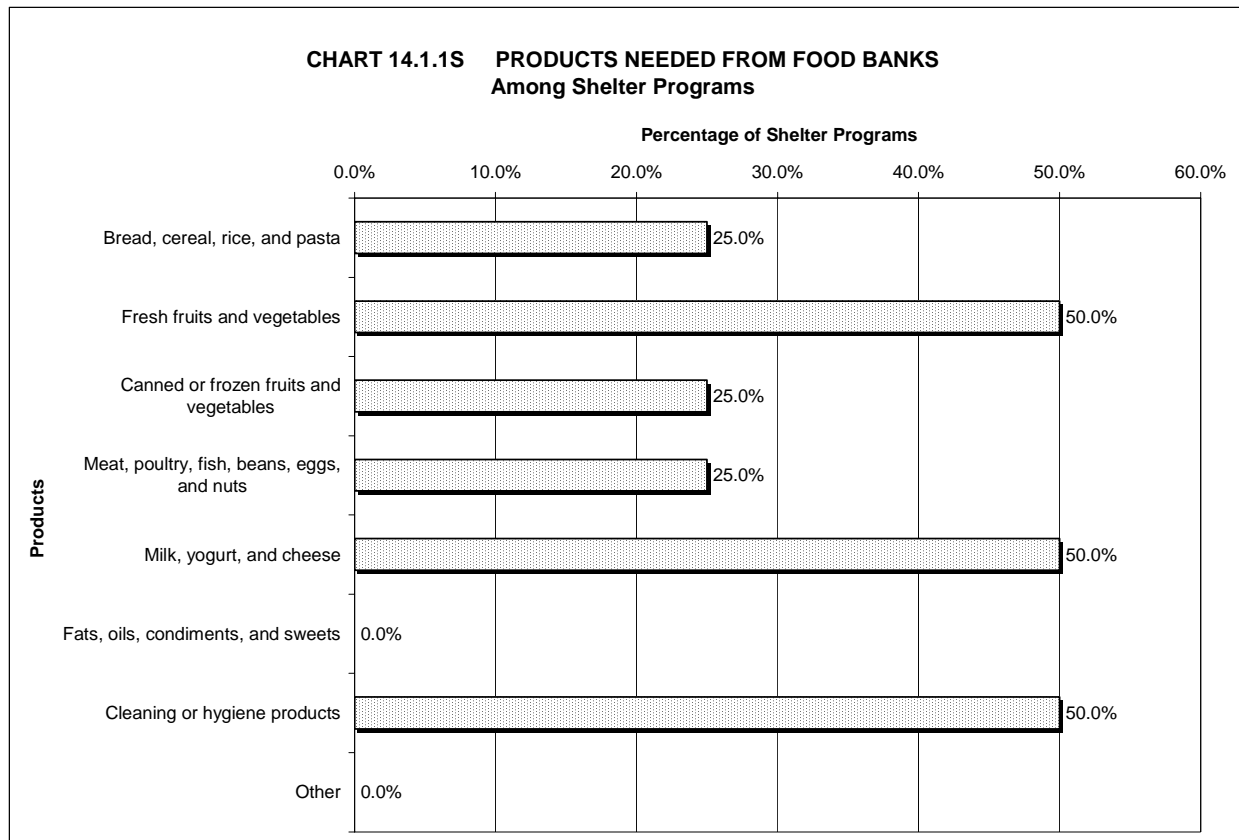 CHART 14.1.1S PRODUCTS NEEDED FROM FOOD BANKS
Among Shelter Programs
Percentage of Shelter Programs
0.0% 10.0% 20.0% 30.0% 40.0% 50.0% 60.0%
Products
Bread, cereal, rice, and pasta 25.0%
Fresh fruits and vegetables 50.0%
Canned or frozen fruits and
vegetables 25.0%
Meat, poultry, fish, beans, eggs,
and nuts 25.0%
Milk, yogurt, and cheese 50.0%
Fats, oils, condiments, and sweets 0.0%
Cleaning or hygiene products 50.0%
Other 0.0%